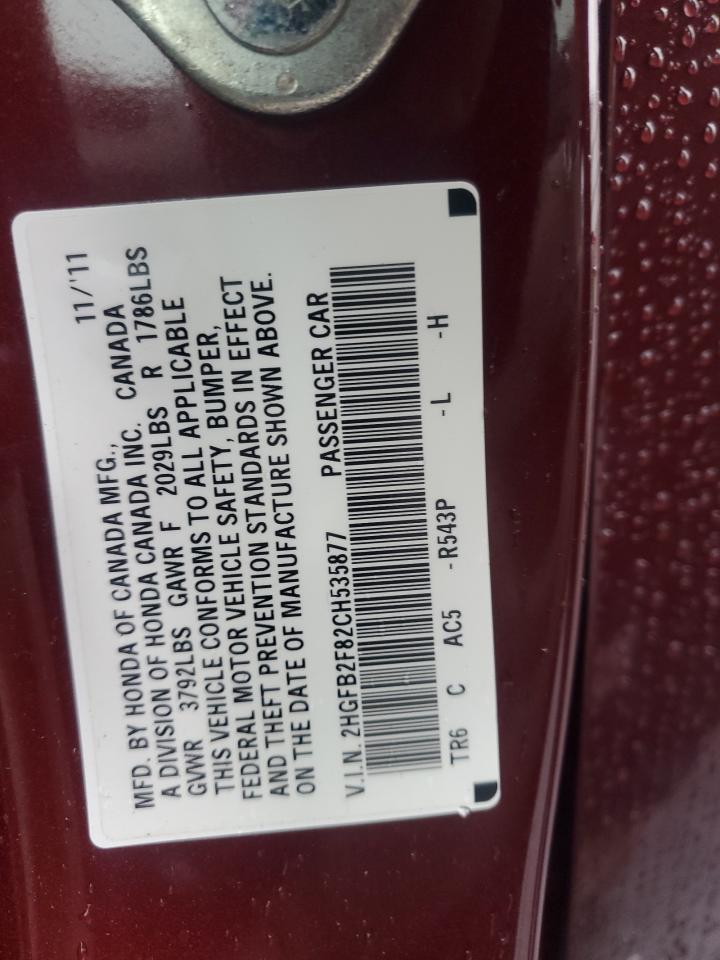 MFD. BY HONDA OF CANADA MFG., 11/'11
A DIVISION OF HONDA CANADA INC. CANADA
GVWR 3792LBS GAWR F 2029LBS R 1786LBS
THIS VEHICLE CONFORMS TO ALL APPLICABLE
FEDERAL MOTOR VEHICLE SAFETY, BUMPER,
AND THEFT PREVENTION STANDARDS IN EFFECT
ON THE DATE OF MANUFACTURE SHOWN ABOVE.
V.I.N. 2HGFB2F82CH535877 PASSENGER CAR
TR6 C AC5 -R543P -L -H